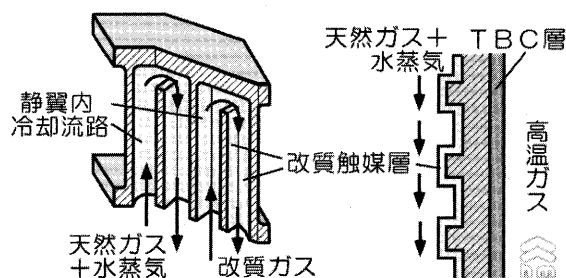 静翼内
冷却流路
天然ガス
+水蒸気
改質ガス
改質触媒層
天然ガス+
水蒸気
TBC層
高温ガス